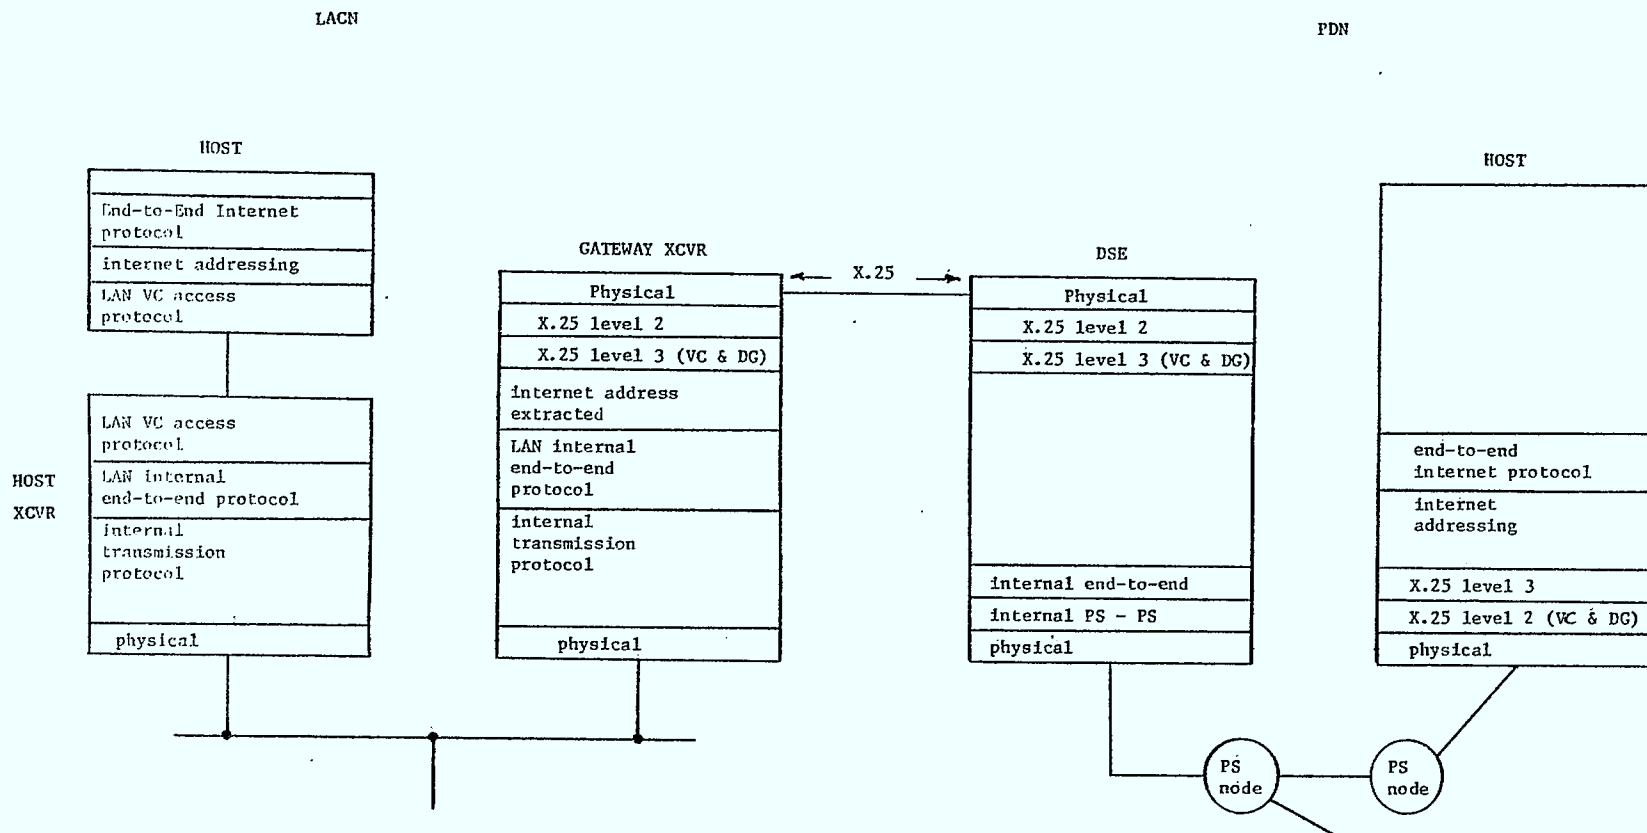 LACN
PDN
HOST
End-to-End Internet
protocol
internet addressing
LAN VC access
protocol
HOST
XCVR
LAN VC access
protocol
LAN internal
end-to-end protocol
internal
transmission
protocol
physical
GATEWAY XCVR
Physical
X.25 level 2
X.25 level 3 (VC & DG)
internet address
extracted
LAN internal
end-to-end
protocol
internal
transmission
protocol
physical
X.25
DSE
Physical
X.25 level 2
X.25 level 3 (VC & DG)
internal end-to-end
internal PS - PS
physical
HOST
end-to-end
internet protocol
internet
addressing
X.25 level 3
X.25 level 2 (VC & DG)
physical
PS
node
PS
node